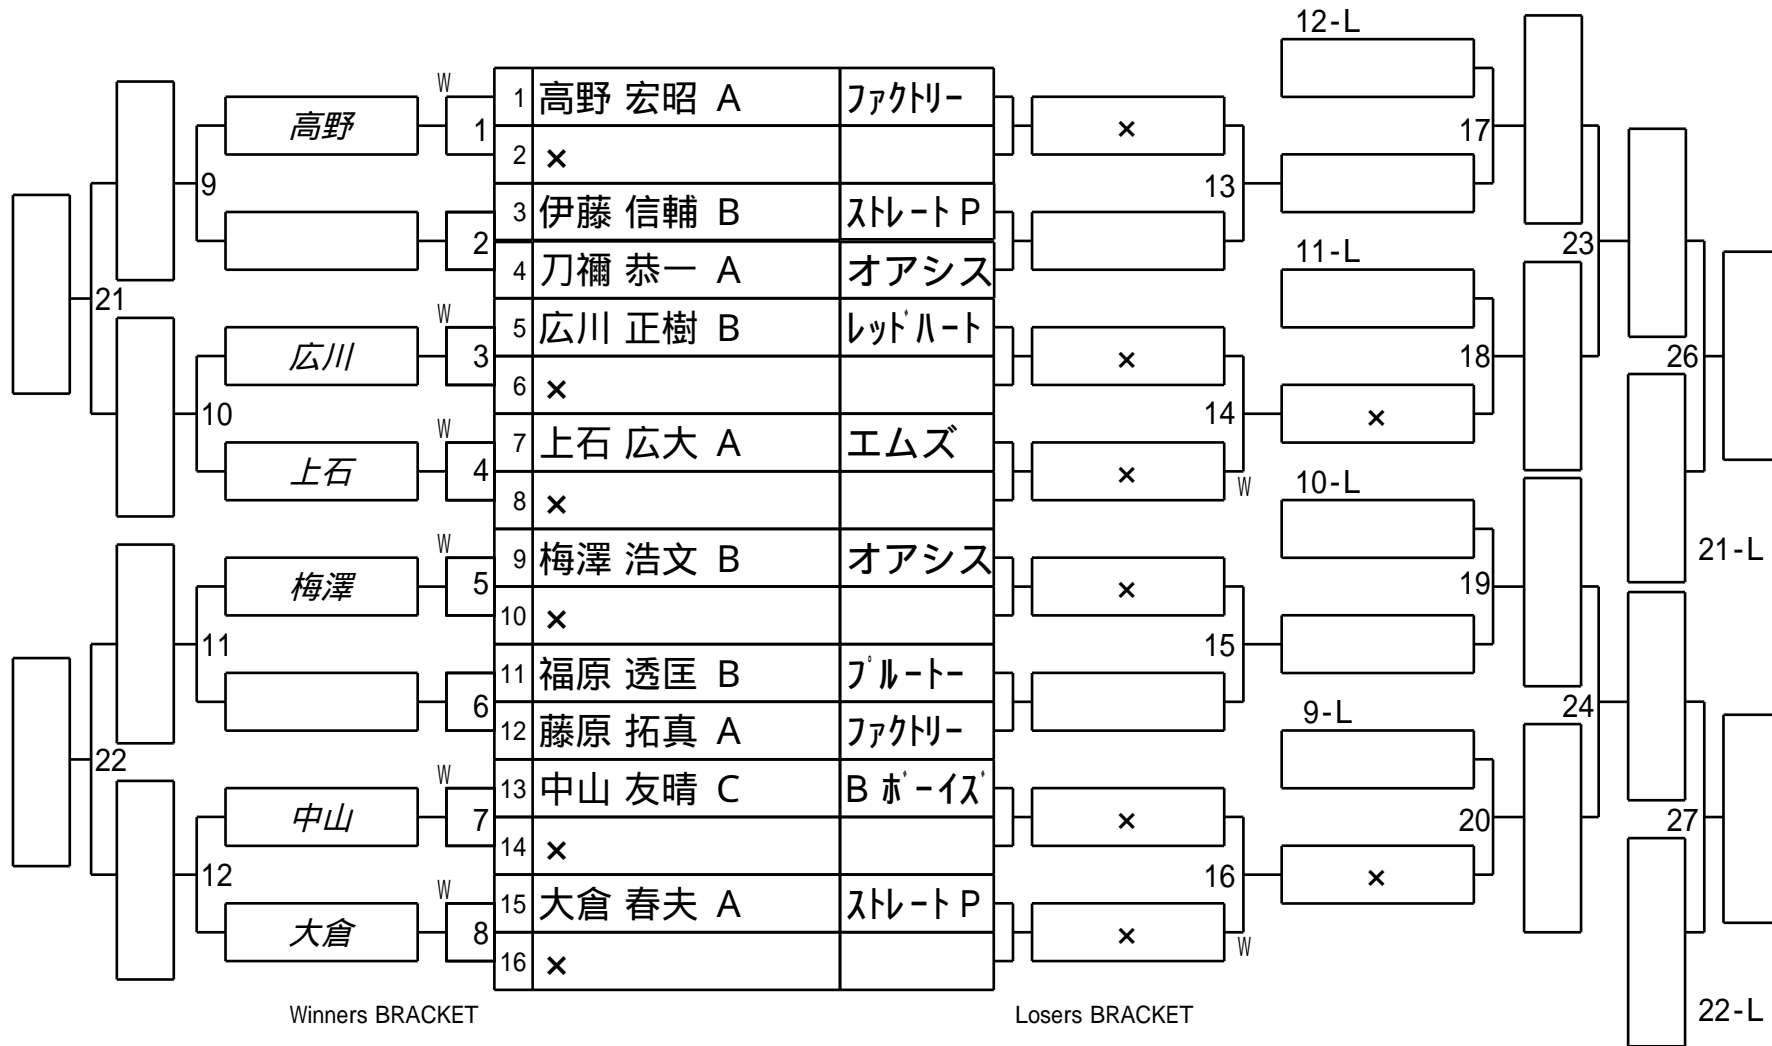 12-L
W
1 高野 宏昭 A ファクトリー
高野 1 × 17
2 ×
9 13
3 伊藤 信輔 B ストレート P
2 23
4 刀禰 恭一 A オアシス 11-L
21
W
5 広川 正樹 B レッドハート
広川 3 × 18 26
6 ×
10 14 ×
W
7 上石 広大 A エムズ
上石 4 × W
8 × 10-L
W
9 梅澤 浩文 B オアシス 21-L
梅澤 5 × 19
10 ×
11 15
11 福原 透匡 B プルートー
6 24
12 藤原 拓真 A ファクトリー 9-L
22
W
13 中山 友晴 C B ボーイズ
中山 7 × 20 27
14 ×
12 16 ×
W
15 大倉 春夫 A ストレート P
大倉 8 × W
16 ×
Winners BRACKET Losers BRACKET 22-L